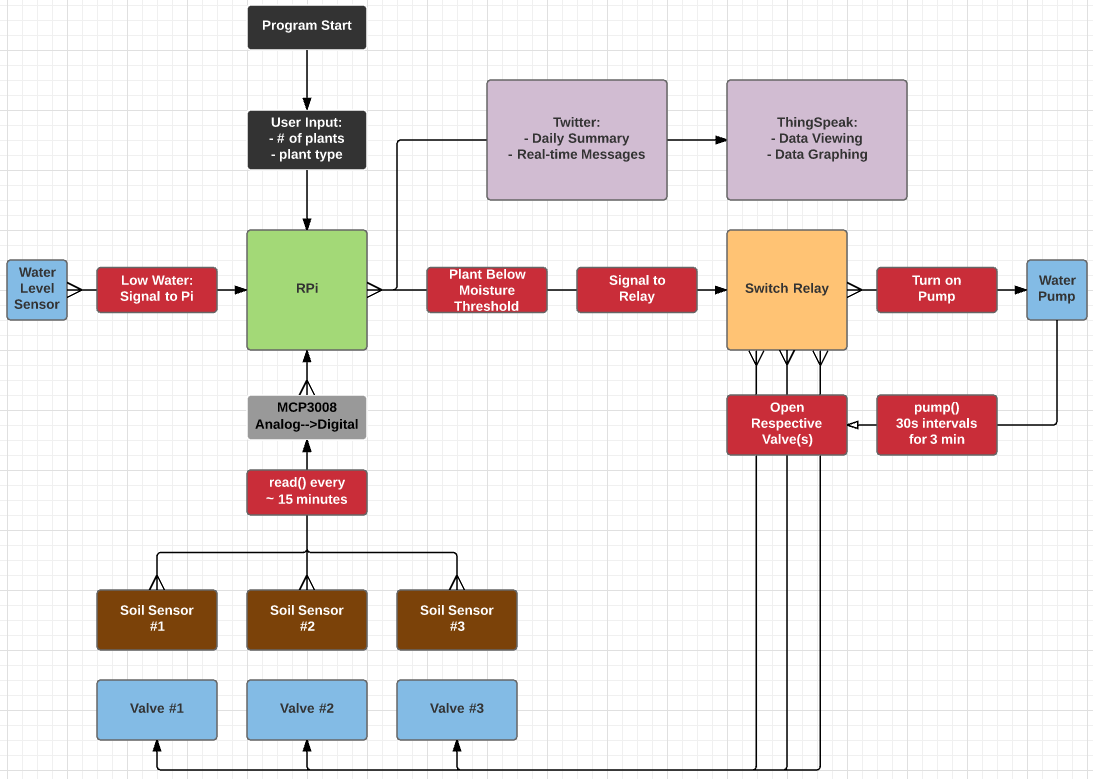 Program Start
User Input:
- # of plants
- plant type
Twitter:
- Daily Summary
- Real-time Messages
ThingSpeak:
- Data Viewing
- Data Graphing
Water
Level
Sensor
Low Water:
Signal to Pi
RPi
Plant Below
Moisture
Threshold
Signal to
Relay
Switch Relay
Turn on
Pump
Water
Pump
MCP3008
Analog-->Digital
Open
Respective
Valve(s)
pump()
30s intervals
for 3 min
read() every
~ 15 minutes
Soil Sensor
#1
Soil Sensor
#2
Soil Sensor
#3
Valve #1
Valve #2
Valve #3